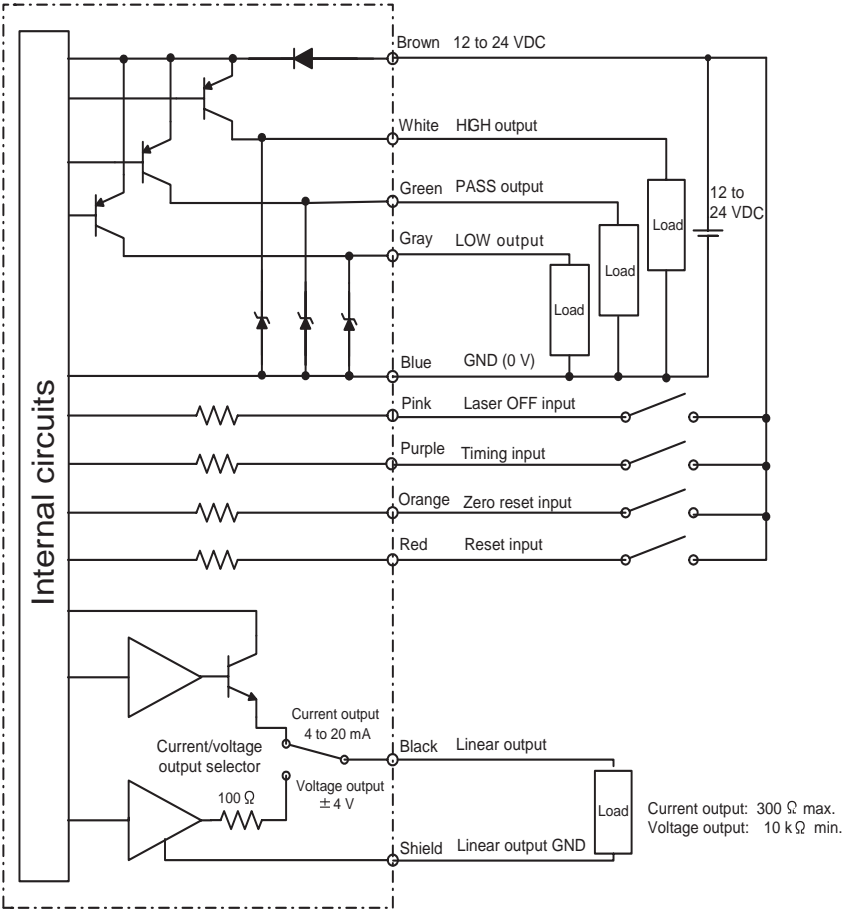 Brown 12 to 24 VDC
White HIGH output
Green PASS output
12 to
24 VDC
Load
Gray LOW output
Load
Load
Blue GND (0 V)
Pink Laser OFF input
Purple Timing input
Orange Zero reset input
Red Reset input
Internal circuits
Current output
4 to 20 mA
Current/voltage
output selector
Black Linear output
Voltage output
± 4 V
100 Ω
Load
Current output: 300 Ω max.
Voltage output: 10 kΩ min.
Shield Linear output GND